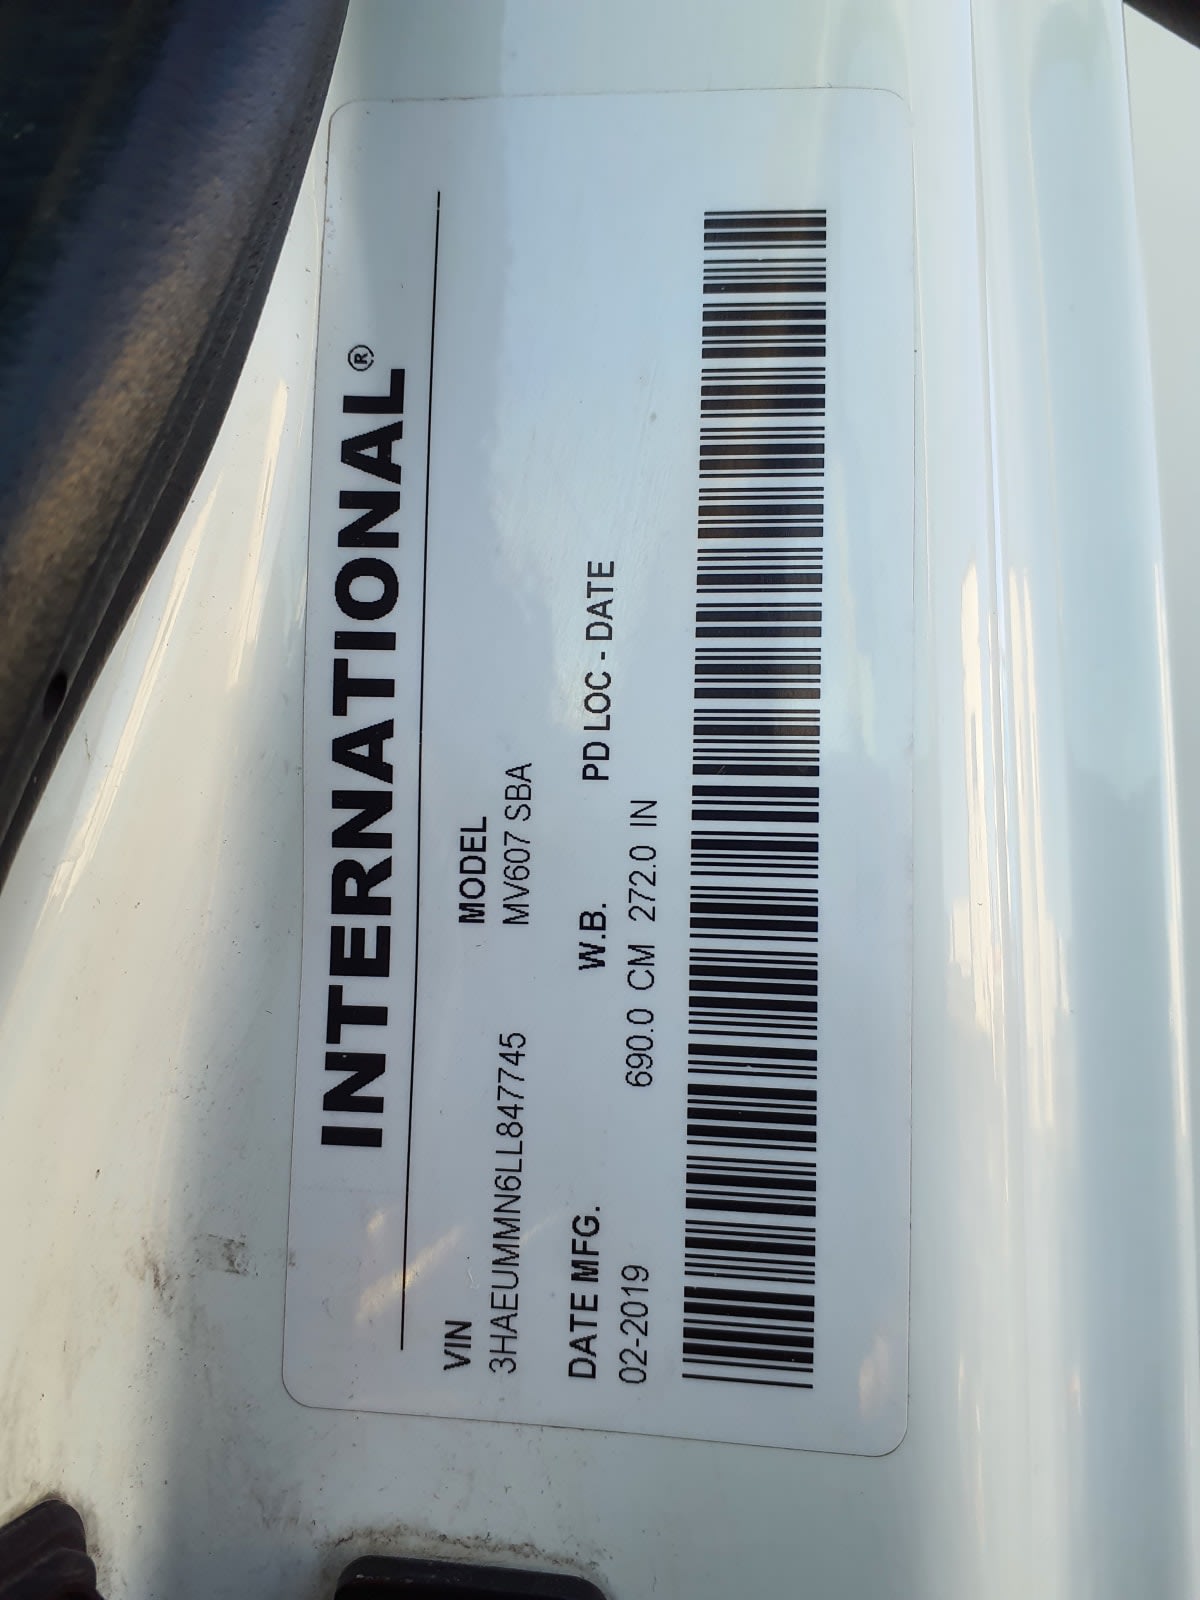 INTERNATIONAL®
VIN MODEL
3HAEUMMN6LL847745 MV607 SBA
DATE MFG. W.B. PD LOC - DATE
02-2019 690.0 CM 272.0 IN